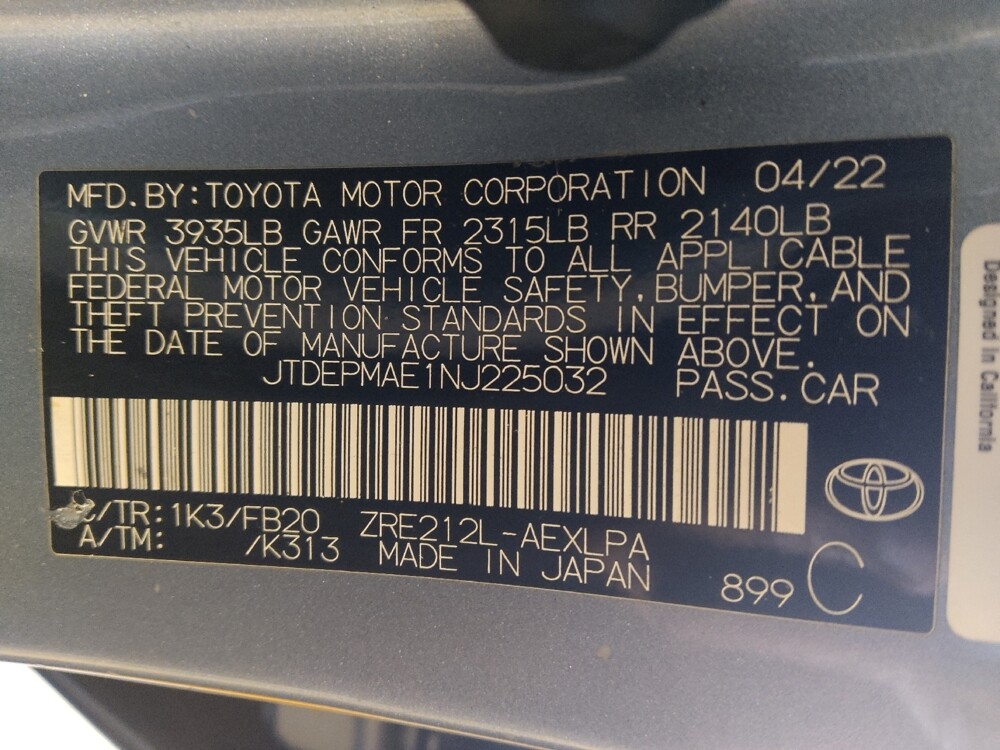 MFD.BY:TOYOTA MOTOR CORPORATION 04/22
GVWR 3935LB GAWR FR 2315LB RR 2140LB
THIS VEHICLE CONFORMS TO ALL APPLICABLE
FEDERAL MOTOR VEHICLE SAFETY,BUMPER,AND
THEFT PREVENTION STANDARDS IN EFFECT ON
THE DATE OF MANUFACTURE SHOWN ABOVE.
JTDEPMAE1NJ225032 PASS.CAR
/TR:1K3/FB20 ZRE212L-AEXLPA
A/TM: /K313 MADE IN JAPAN 899 C
Designed in California